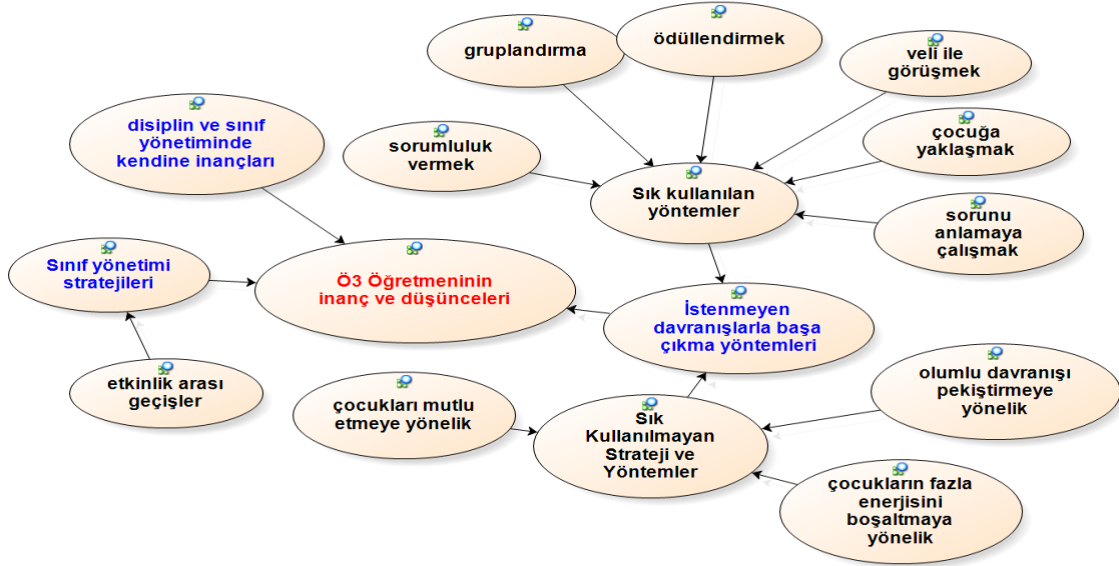 gruplandırma
ödüllendirmek
veli ile
görüşmek
disiplin ve sınıf
yönetiminde
kendine inançları
sorumluluk
vermek
çocuğa
yaklaşmak
Sık kullanılan
yöntemler
sorunu
anlamaya
çalışmak
Sınıf yönetimi
stratejileri
Ö3 Öğretmeninin
inanç ve düşünceleri
İstenmeyen
davranışlarla başa
çıkma yöntemleri
etkinlik arası
geçişler
çocukları mutlu
etmeye yönelik
Sık
Kullanılmayan
Strateji ve
Yöntemler
olumlu davranışı
pekiştirmeye
yönelik
çocukların fazla
enerjisini
boşaltmaya
yönelik